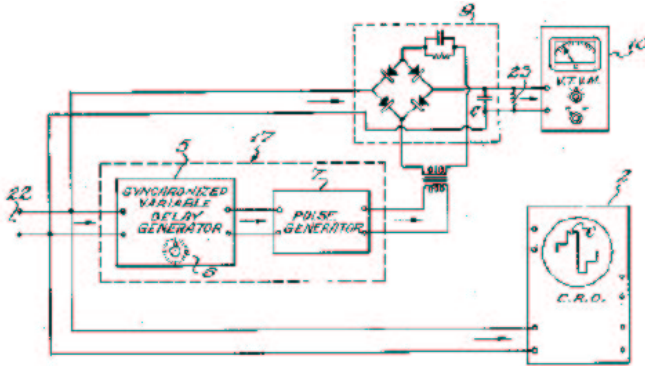 9
10
23
V.T.V.M.
C
5
17
7
2
22
SYNCHRONIZED
VARIABLE
DELAY
GENERATOR
PULSE
GENERATOR
6
C.R.O.